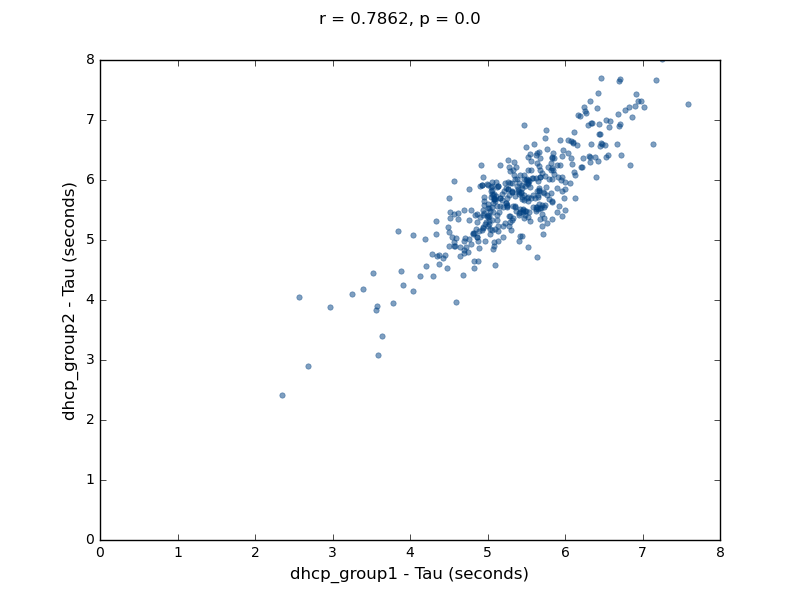 r = 0.7862, p = 0.0
8
7
6
5
4
3
2
1
0
dhcp_group2 - Tau (seconds)
0 1 2 3 4 5 6 7 8
dhcp_group1 - Tau (seconds)